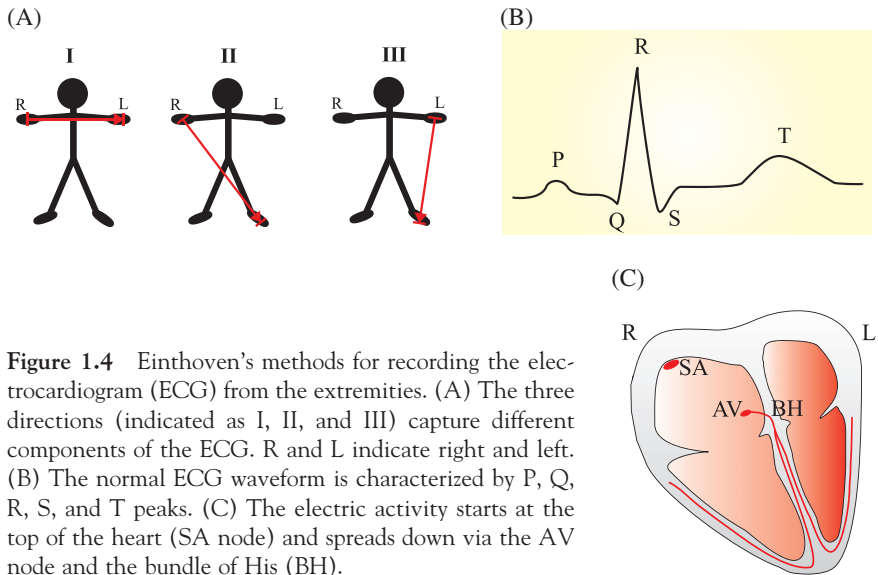 (A)
I II III
R L R L R L
(B)
R
P T
Q S
(C)
R L
SA
AV BH
Figure 1.4 Einthoven's methods for recording the elec-
trocardiogram (ECG) from the extremities. (A) The three
directions (indicated as I, II, and III) capture different
components of the ECG. R and L indicate right and left.
(B) The normal ECG waveform is characterized by P, Q,
R, S, and T peaks. (C) The electric activity starts at the
top of the heart (SA node) and spreads down via the AV
node and the bundle of His (BH).